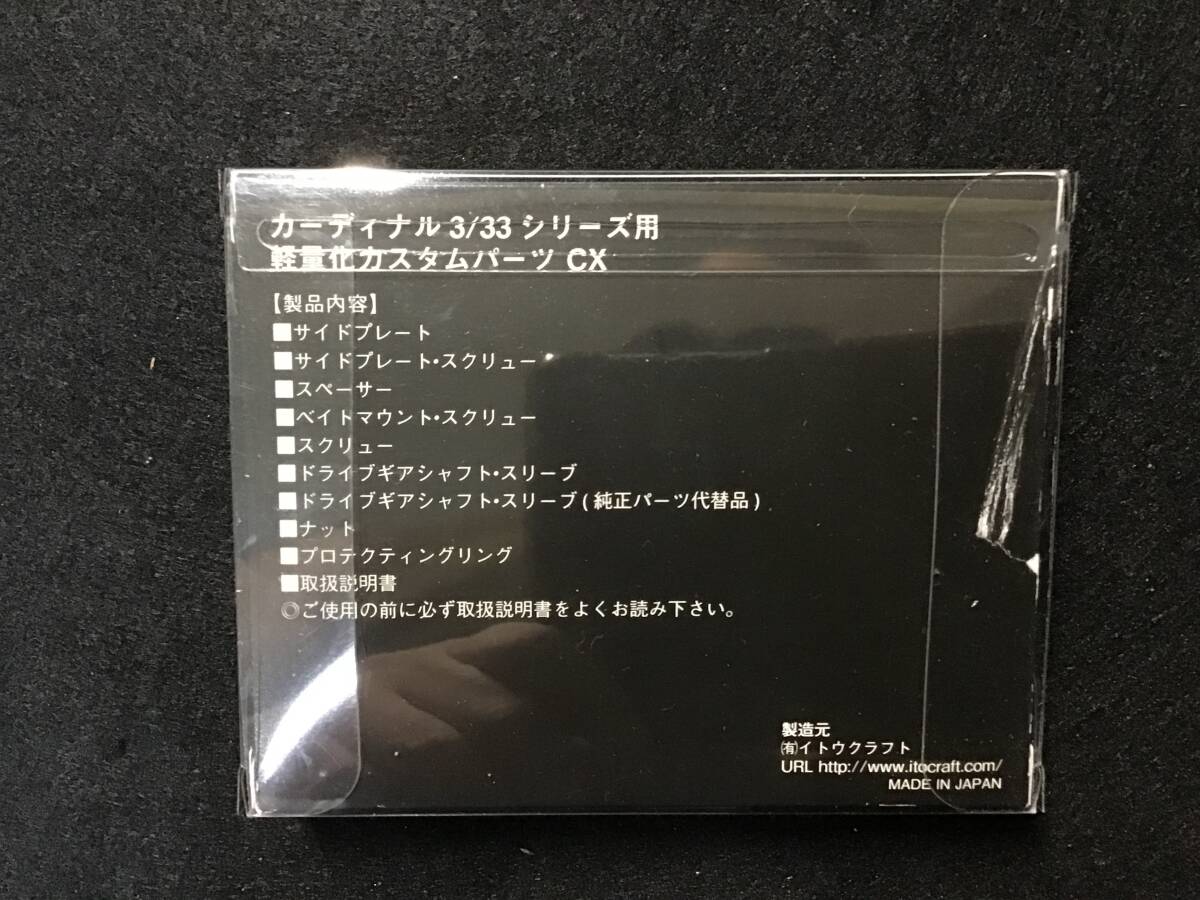 カーディナル 3/33 シリーズ用
軽量化カスタムパーツ CX
【製品内容】
■サイドプレート
■サイドプレート・スクリュー
■スペーサー
■ベイトマウント・スクリュー
■スクリュー
■ドライブギアシャフト・スリーブ
■ドライブギアシャフト・スリーブ ( 純正パーツ代替品 )
■ナット
■プロテクティングリング
■取扱説明書
◎ご使用の前に必ず取扱説明書をよくお読み下さい。
製造元
㈲イトウクラフト
URL http://www.itocraft.com/
MADE IN JAPAN